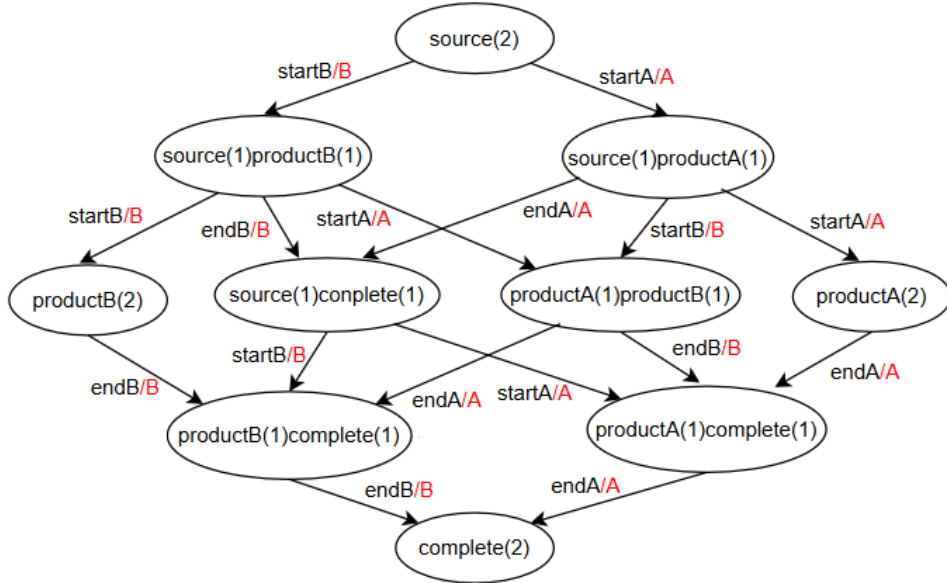 source(2)
startB/B
startA/A
source(1)productB(1)
source(1)productA(1)
startB/B
endB/B
startA/A
endA/A
startB/B
startA/A
productB(2)
source(1)conplete(1)
productA(1)productB(1)
productA(2)
endB/B
startB/B
endA/A
startA/A
endB/B
endA/A
productB(1)complete(1)
productA(1)complete(1)
endB/B
endA/A
complete(2)